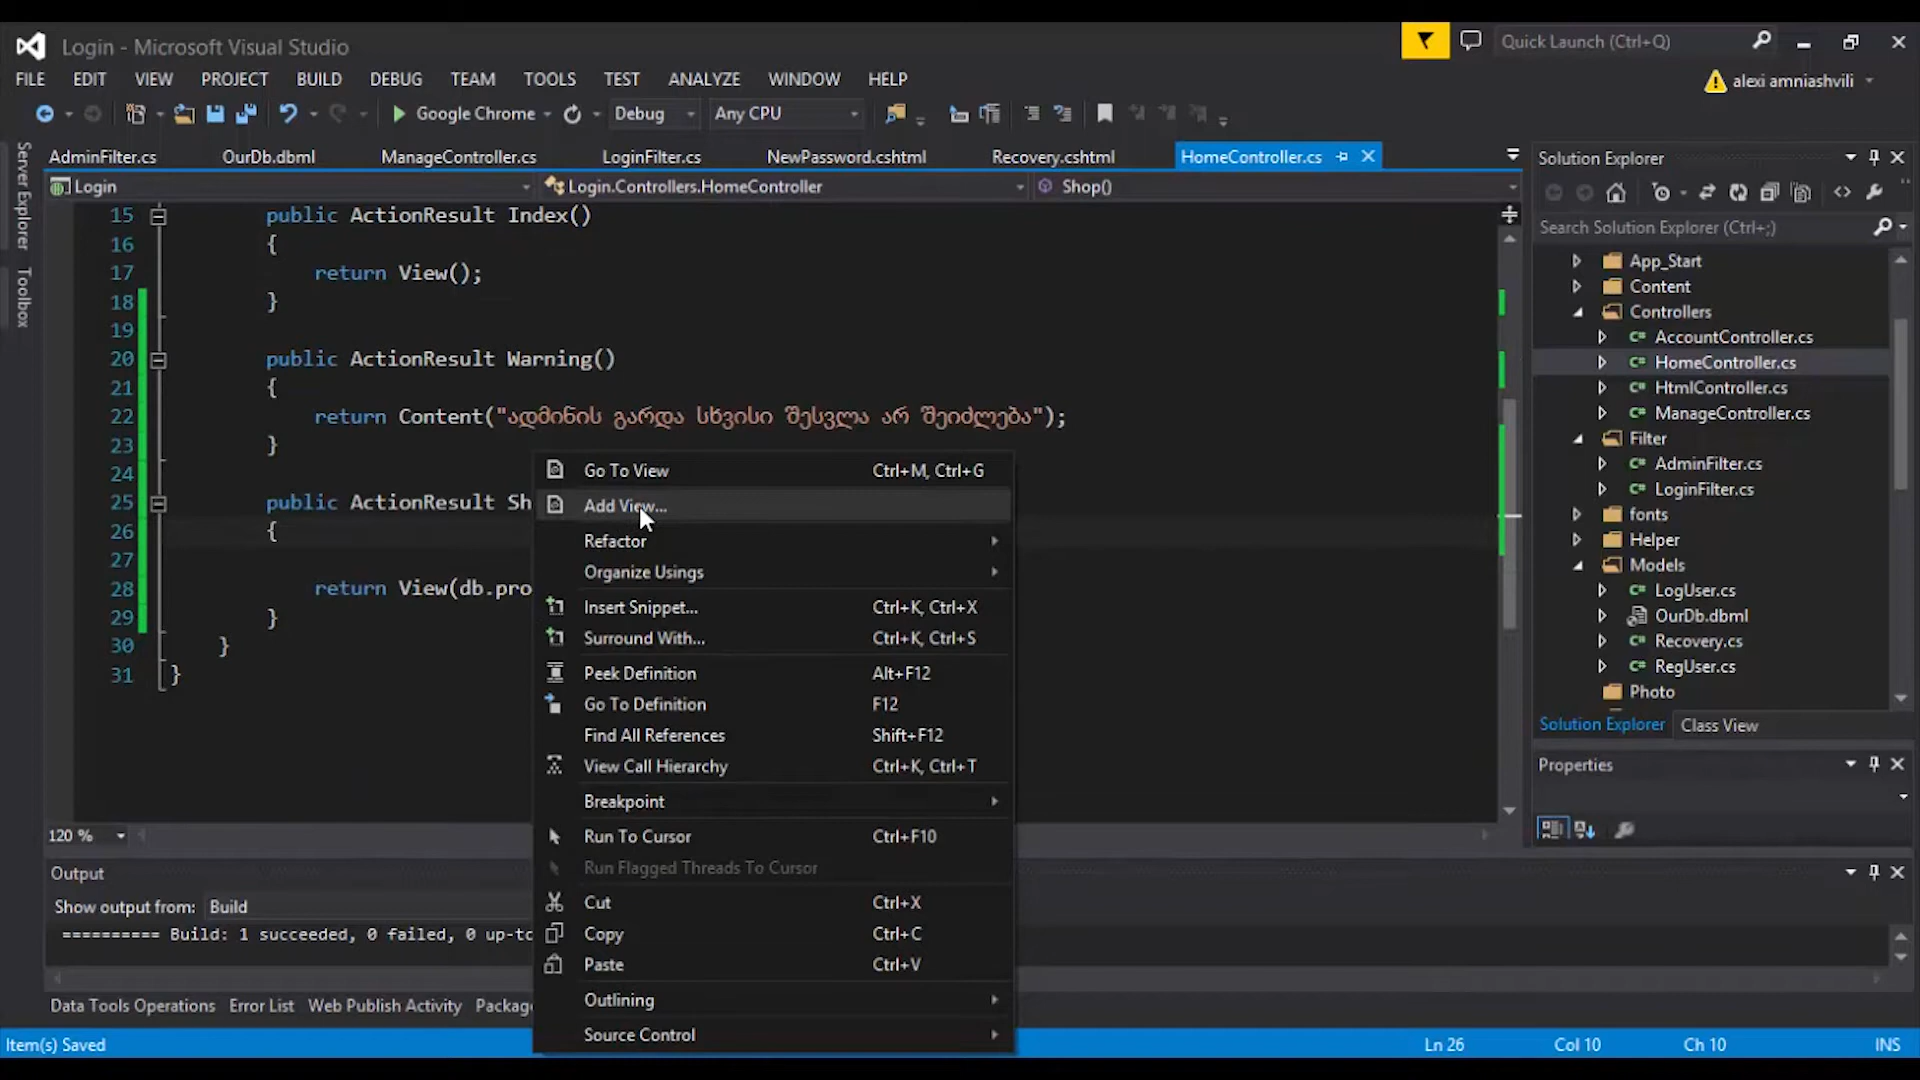 Login - Microsoft Visual Studio
Quick Launch (Ctrl+Q)
FILE EDIT VIEW PROJECT BUILD DEBUG TEAM TOOLS TEST ANALYZE WINDOW HELP
alexi amniashvili
Google Chrome Debug Any CPU
Server Explorer
Toolbox
AdminFilter.cs OurDb.dbml ManageController.cs LoginFilter.cs NewPassword.cshtml Recovery.cshtml HomeController.cs
Login Login.Controllers.HomeController Shop()
15 public ActionResult Index()
16 {
17 return View();
18 }
19
20 public ActionResult Warning()
21 {
22 return Content("ადმინის გარდა სხვისი შესვლა არ შეიძლება");
23 }
24
25 public ActionResult Sh
26 {
27
28 return View(db.pro
29 }
30 }
31 }
Go To View Ctrl+M, Ctrl+G
Add View...
Refactor
Organize Usings
Insert Snippet... Ctrl+K, Ctrl+X
Surround With... Ctrl+K, Ctrl+S
Peek Definition Alt+F12
Go To Definition F12
Find All References Shift+F12
View Call Hierarchy Ctrl+K, Ctrl+T
Breakpoint
Run To Cursor Ctrl+F10
Run Flagged Threads To Cursor
Cut Ctrl+X
Copy Ctrl+C
Paste Ctrl+V
Outlining
Source Control
120 %
Output
Show output from: Build
========== Build: 1 succeeded, 0 failed, 0 up-to
Data Tools Operations Error List Web Publish Activity Package
Solution Explorer
Search Solution Explorer (Ctrl+;)
App_Start
Content
Controllers
C# AccountController.cs
C# HomeController.cs
C# HtmlController.cs
C# ManageController.cs
Filter
C# AdminFilter.cs
C# LoginFilter.cs
fonts
Helper
Models
C# LogUser.cs
OurDb.dbml
C# Recovery.cs
C# RegUser.cs
Photo
Solution Explorer Class View
Properties
Item(s) Saved Ln 26 Col 10 Ch 10 INS